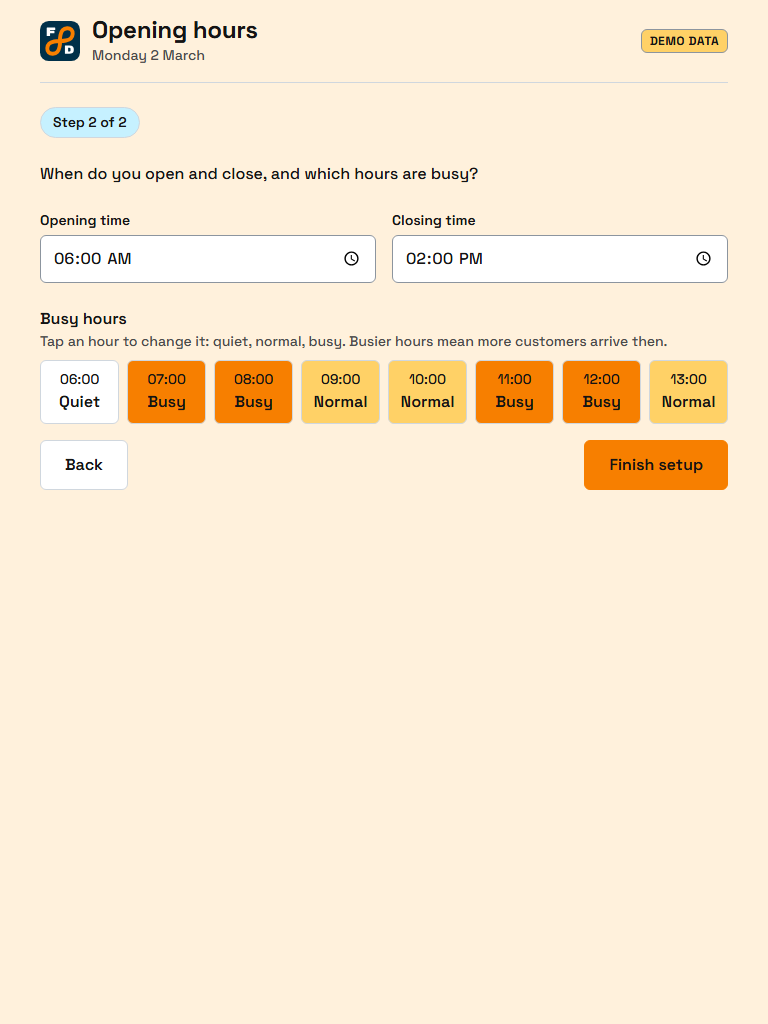 F D
Opening hours
Monday 2 March
DEMO DATA
Step 2 of 2
When do you open and close, and which hours are busy?
Opening time
Closing time
06:00 AM
02:00 PM
Busy hours
Tap an hour to change it: quiet, normal, busy. Busier hours mean more customers arrive then.
06:00 07:00 08:00 09:00 10:00 11:00 12:00 13:00
Quiet Busy Busy Normal Normal Busy Busy Normal
Back
Finish setup